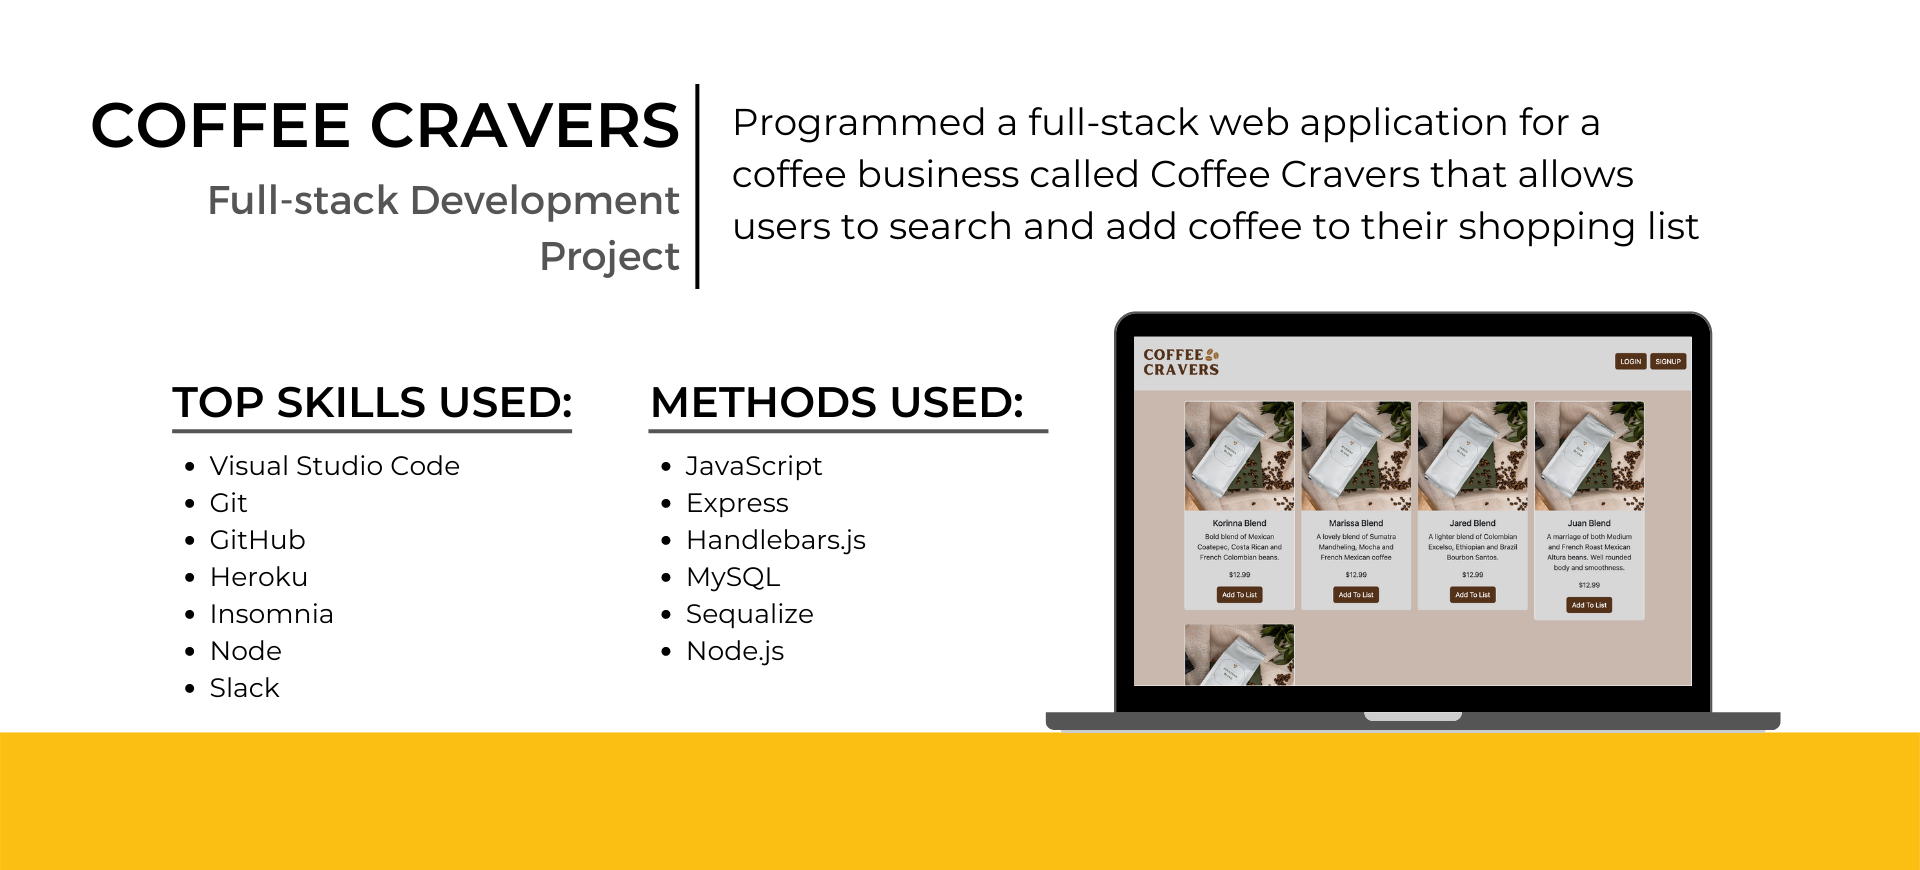 COFFEE CRAVERS
Full-stack Development
Project
Programmed a full-stack web application for a
coffee business called Coffee Cravers that allows
users to search and add coffee to their shopping list
TOP SKILLS USED:
Visual Studio Code
Git
GitHub
Heroku
Insomnia
Node
Slack
METHODS USED:
JavaScript
Express
Handlebars.js
MySQL
Sequalize
Node.js
COFFEE
CRAVERS
LOGIN
SIGNUP
Korinna Blend
Bold blend of Mexican
Coatepec, Costa Rican and
French Colombian beans.
$12.99
Add To List
Marissa Blend
A lovely blend of Sumatra
Mandheling, Mocha and
French Mexican coffee
$12.99
Add To List
Jared Blend
A lighter blend of Colombian
Excelso, Ethiopian and Brazil
Bourbon Santos.
$12.99
Add To List
Juan Blend
A marriage of both Medium
and French Roast Mexican
Altura beans. Well rounded
body and smoothness.
$12.99
Add To List